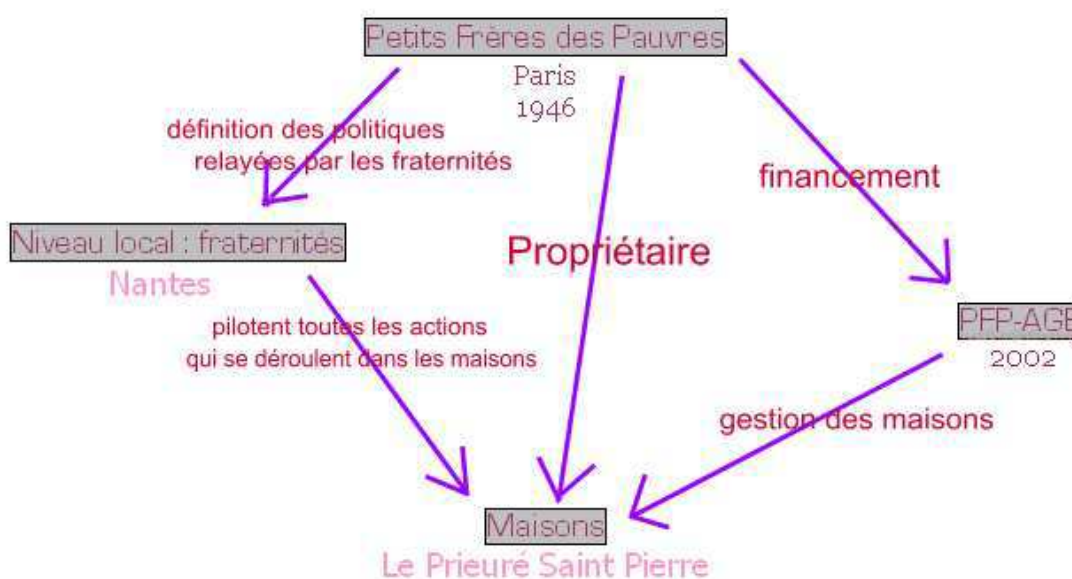 Petits Frères des Pauvres
Paris
1946
définition des politiques
relayées par les fraternités
financement
Niveau local : fraternités
Nantes
Propriétaire
pilotent toutes les actions
qui se déroulent dans les maisons
PFP-AGE
2002
gestion des maisons
Maisons
Le Prieuré Saint Pierre